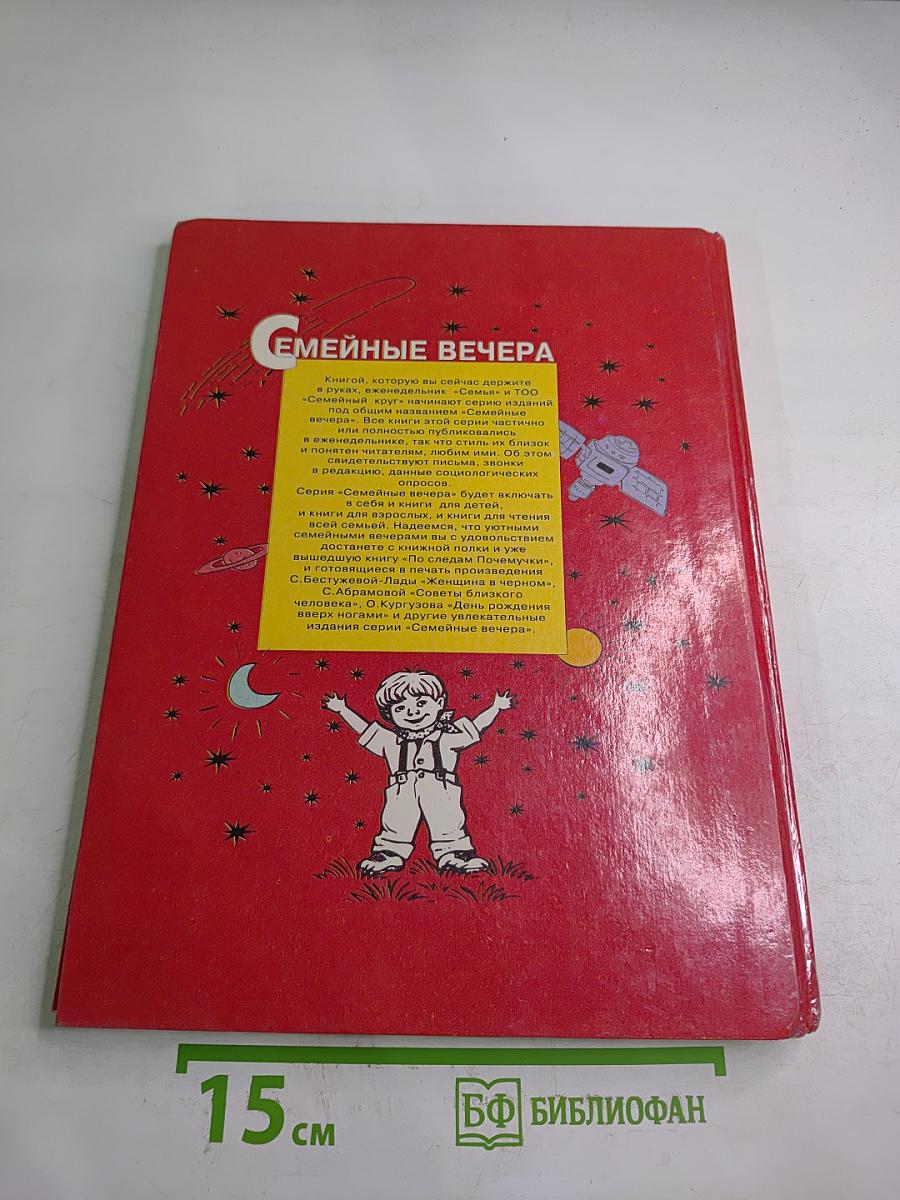 СЕМЕЙНЫЕ ВЕЧЕРА
Книгой, которую вы сейчас держите
в руках, еженедельник «Семья» и ТОО
«Семейный круг» начинают серию изданий
под общим названием «Семейные
вечера». Все книги этой серии частично
или полностью публиковались
в еженедельнике, так что стиль их близок
и понятен читателям, любим ими. Об этом
свидетельствуют письма, звонки
в редакцию, данные социологических
опросов.
Серия «Семейные вечера» будет включать
в себя и книги для детей,
и книги для взрослых, и книги для чтения
всей семьей. Надеемся, что уютными
семейными вечерами вы с удовольствием
достанете с книжной полки и уже
вышедшую книгу «По следам Почемучки»,
и готовящиеся в печать произведения
С.Бестужевой-Лады «Женщина в черном»,
С.Абрамовой «Советы близкого
человека», О.Кургузова «День рождения
вверх ногами» и другие увлекательные
издания серии «Семейные вечера».
15 см
БФ БИБЛИОФАН